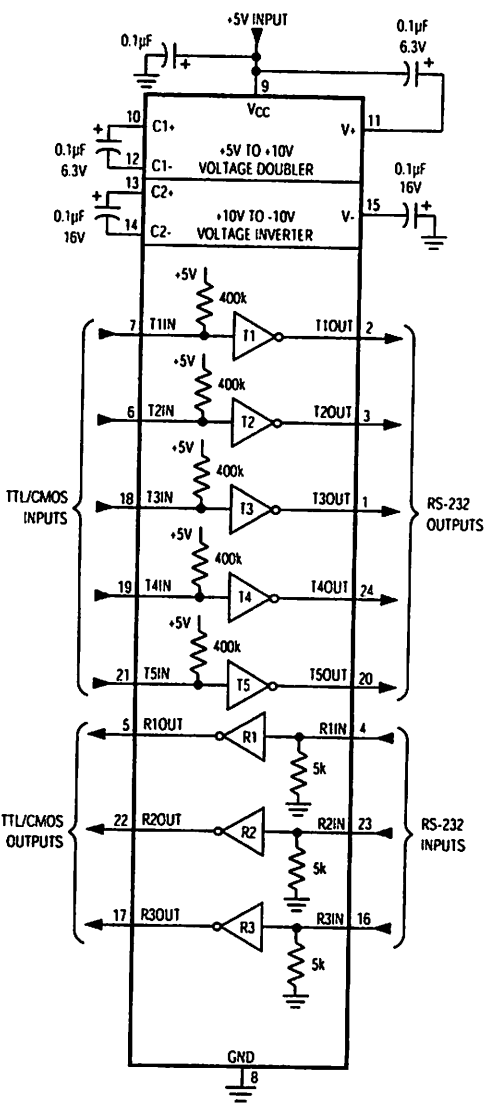 +5V INPUT
0.1µF
0.1µF
6.3V
9
VCC
10
C1+
V+
11
0.1µF
6.3V
+5V TO +10V
VOLTAGE DOUBLER
12
C1-
13
C2+
0.1µF
16V
0.1µF
16V
+10V TO -10V
VOLTAGE INVERTER
V-
15
14
C2-
+5V
400k
7
T1IN
T1
T1OUT
2
+5V
400k
6
T2IN
T2
T2OUT
3
+5V
400k
TTL/CMOS
INPUTS
18
T3IN
T3
T3OUT
1
RS-232
OUTPUTS
+5V
400k
19
T4IN
T4
T4OUT
24
+5V
400k
21
T5IN
T5
T5OUT
20
5
R1OUT
R1
R1IN
4
5k
TTL/CMOS
OUTPUTS
22
R2OUT
R2
R2IN
23
RS-232
INPUTS
5k
17
R3OUT
R3
R3IN
16
5k
GND
8